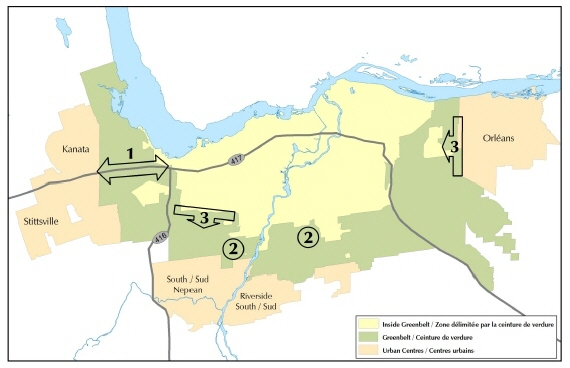 Kanata
1
417
3
Orléans
Stittsville
3
416
2
2
South / Sud
Nepean
Riverside
South / Sud
Inside Greenbelt / Zone délimitée par la ceinture de verdure
Greenbelt / Ceinture de verdure
Urban Centres / Centres urbains